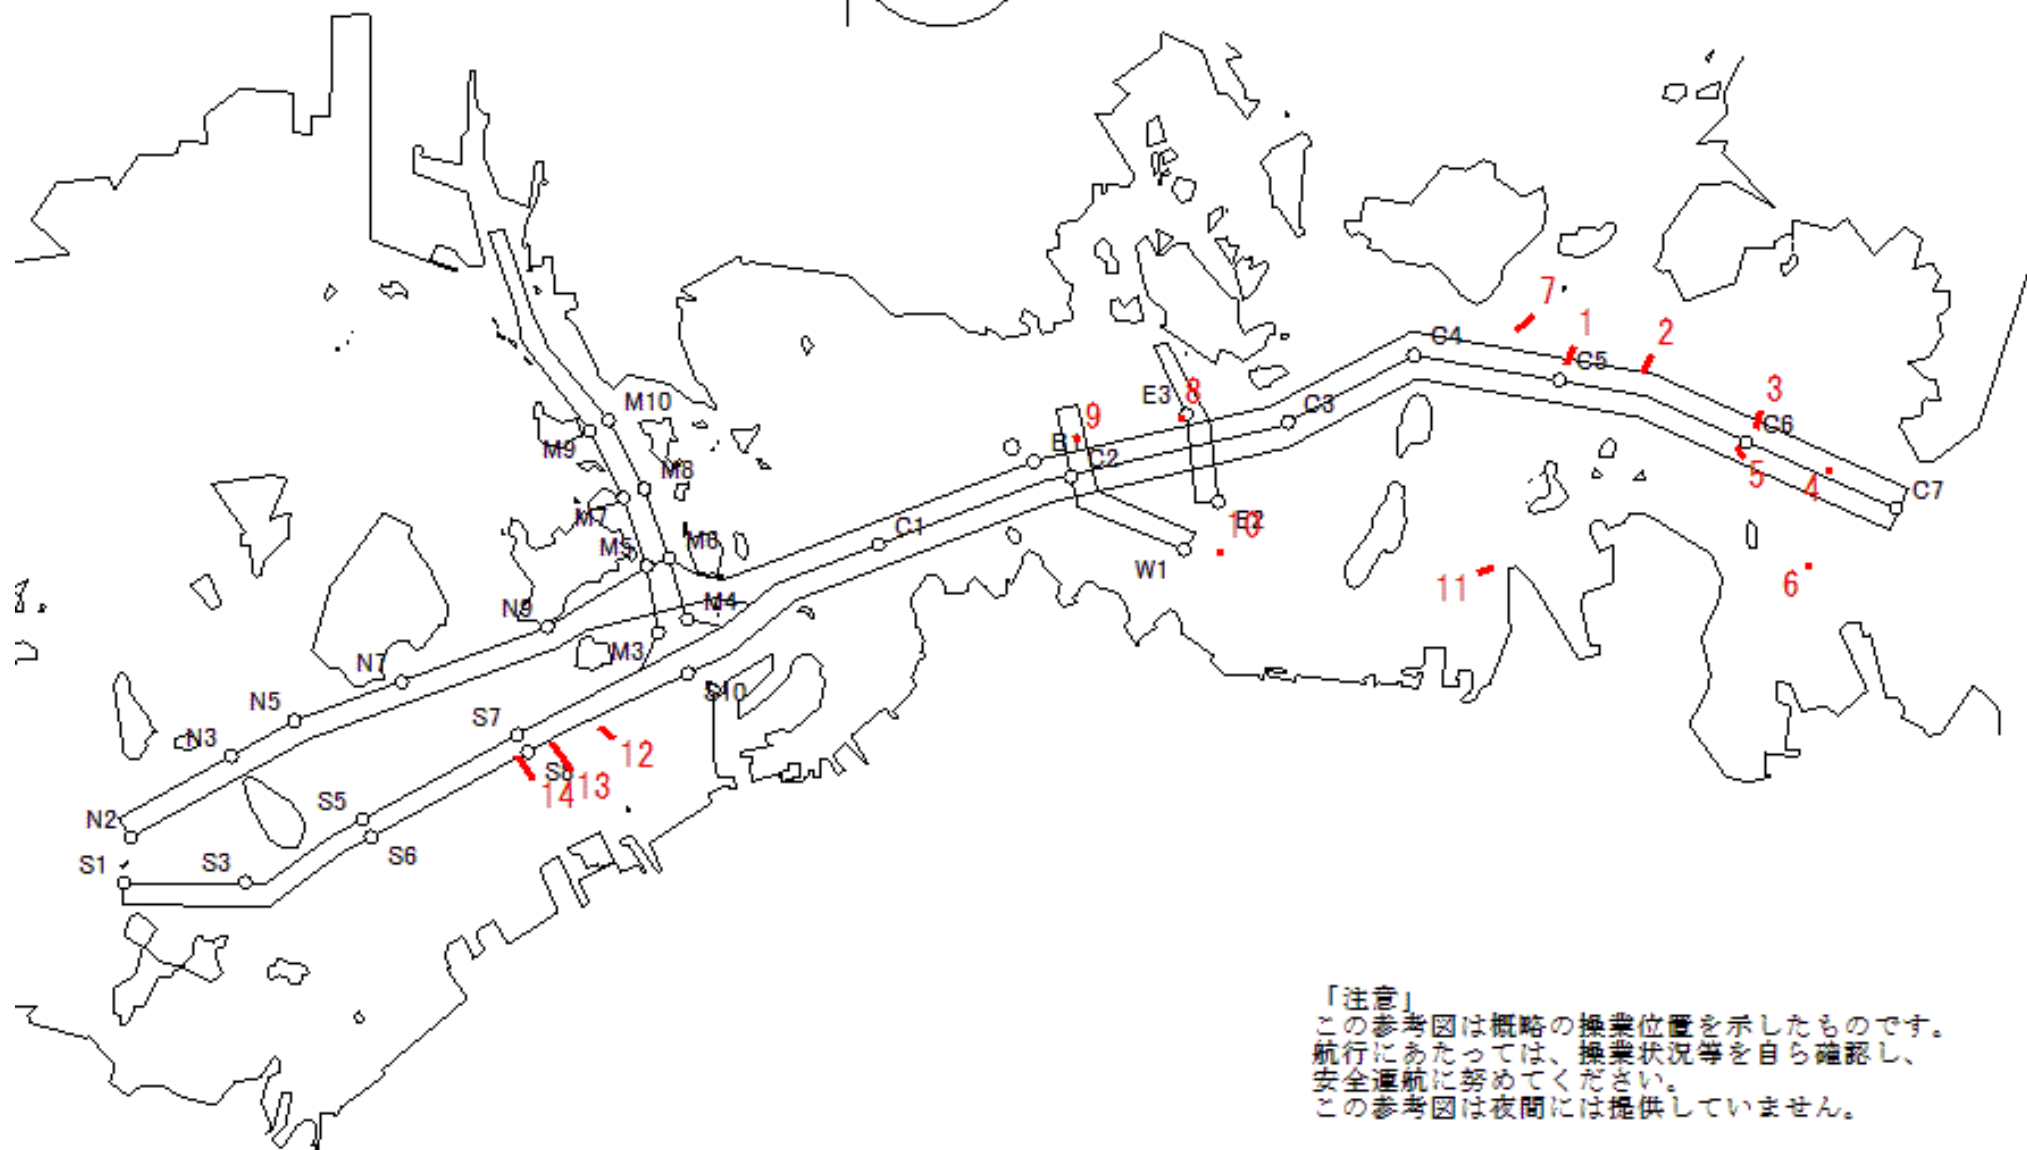 C4
7
1
C5
2
3
C6
5
4
C7
6
E3
8
9
B1
C2
C3
10
E2
W1
11
C1
M10
M9
M8
M7
M6
M5
M4
M3
N9
N7
N5
N3
N2
S10
S7
S8
12
13
14
S5
S6
S3
S1
「注意」
この参考図は概略の操業位置を示したものです。
航行にあたっては、操業状況等を自ら確認し、
安全運航に努めてください。
この参考図は夜間には提供していません。